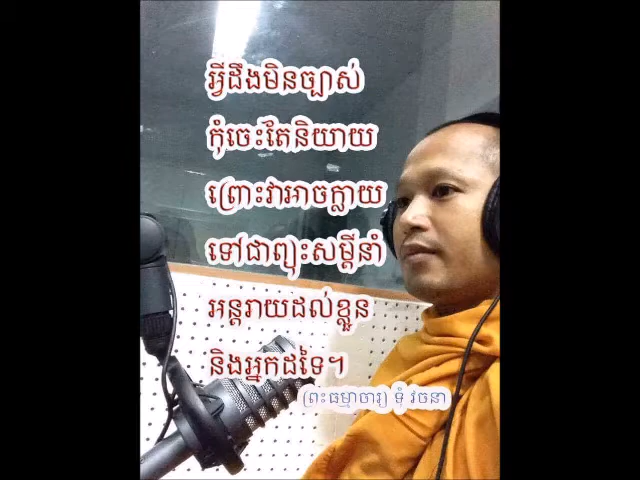 អ្វីដឹងមិនច្បាស់
កុំចេះតែនិយាយ
ព្រោះវាអាចក្លាយ
ទៅជាព្យុះសម្ដីនាំ
អន្តរាយដល់ខ្លួន
និងអ្នកដទៃ។
(ព្រះធម្មាចារ្យ ទុំ វចនា